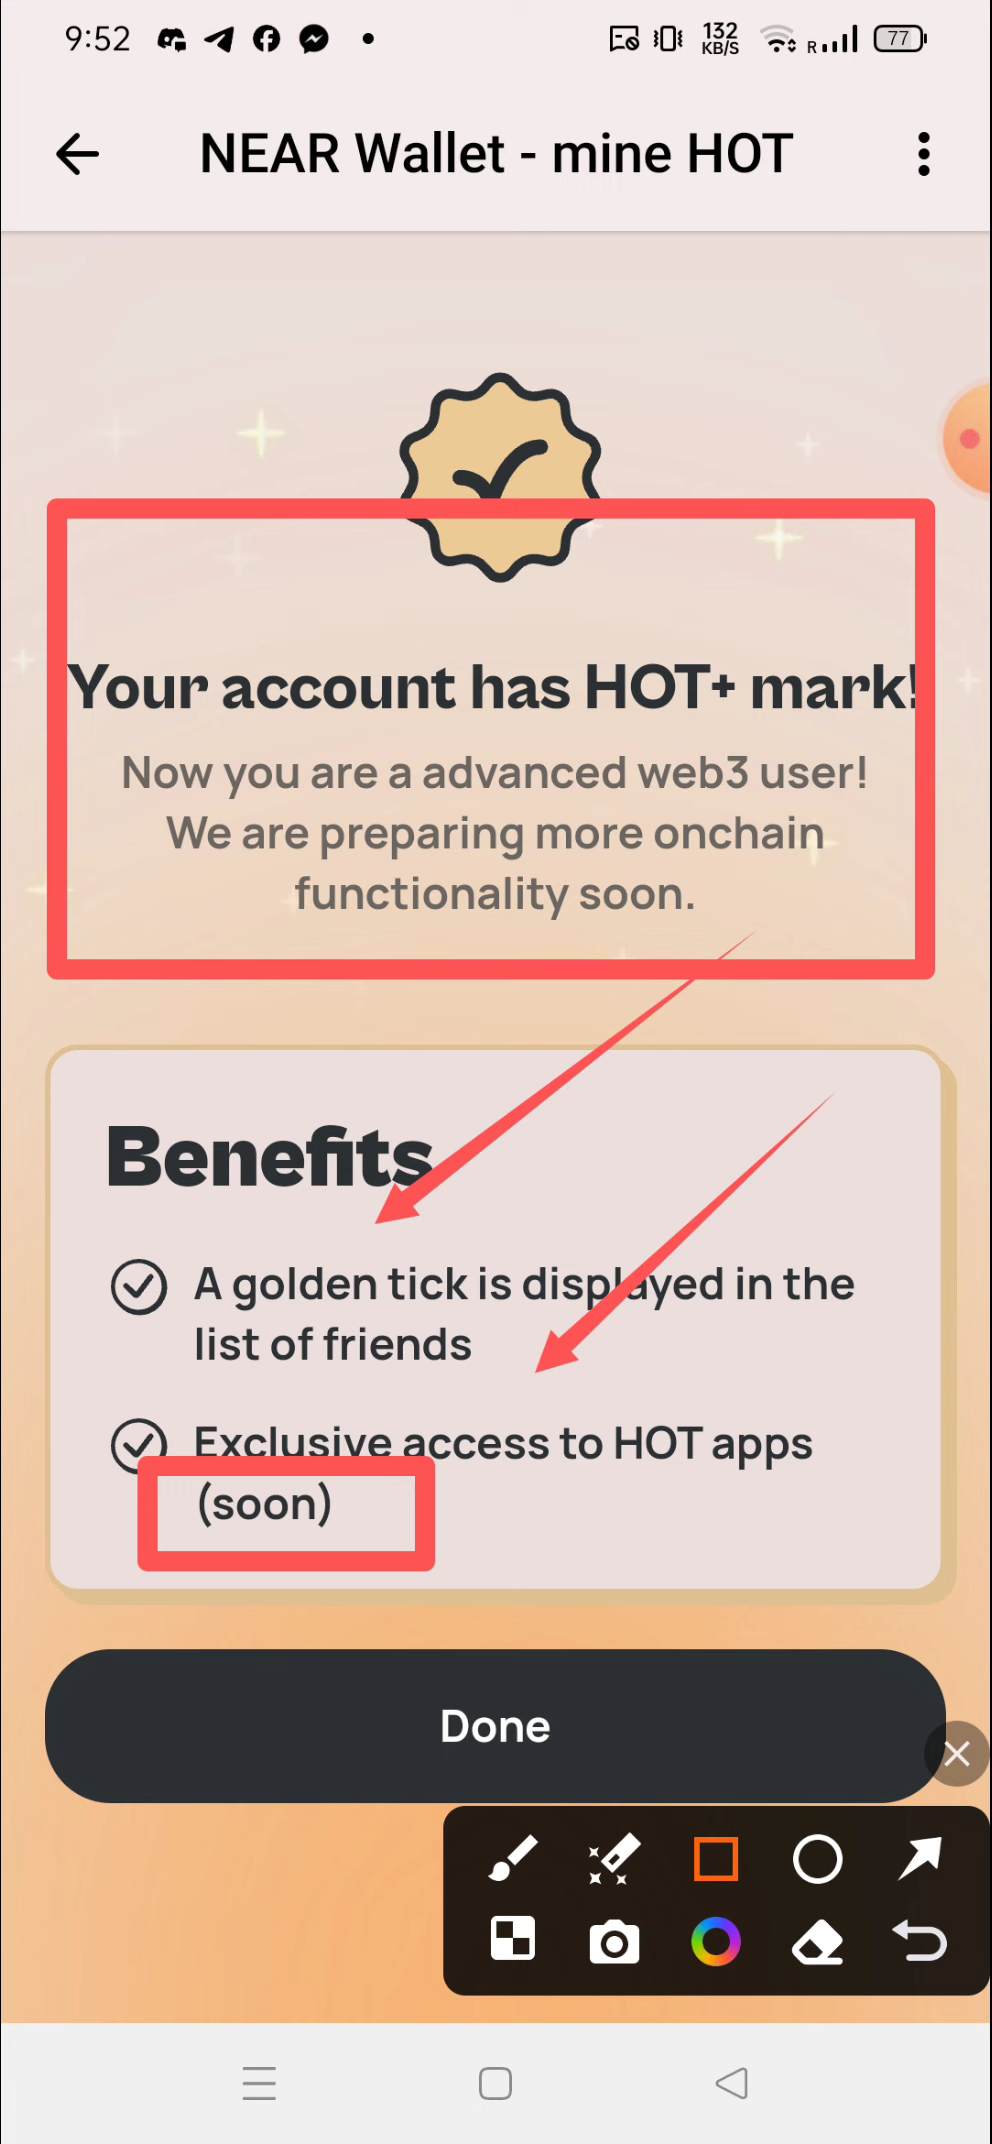 9:52
132
KB/S
R
77
NEAR Wallet - mine HOT
Your account has HOT+ mark!
Now you are a advanced web3 user!
We are preparing more onchain
functionality soon.
Benefits
A golden tick is displayed in the
list of friends
Exclusive access to HOT apps
(soon)
Done